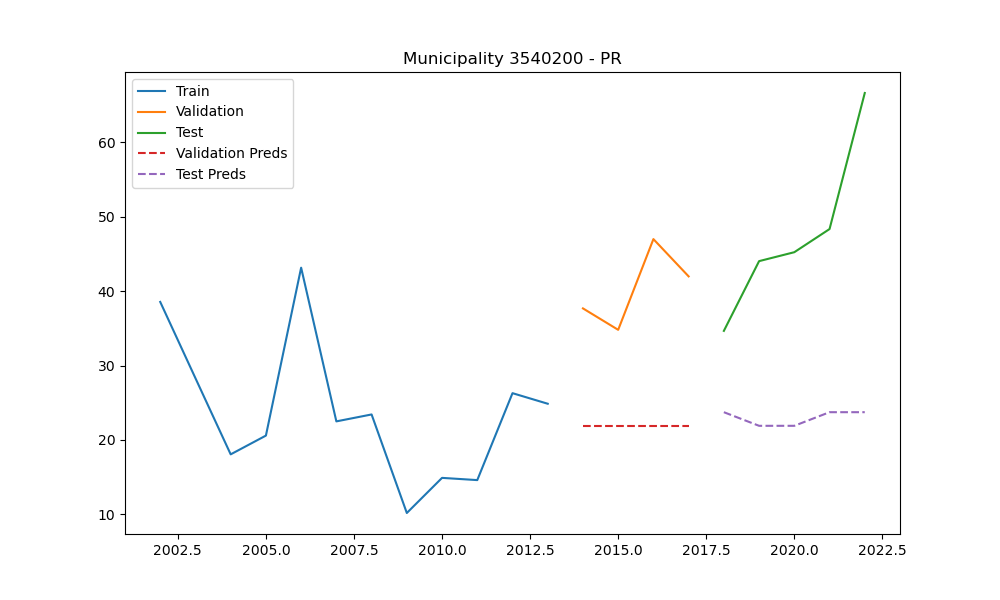 Municipality 3540200 - PR
Train
Validation
Test
Validation Preds
Test Preds
60
50
40
30
20
10
2002.5 2005.0 2007.5 2010.0 2012.5 2015.0 2017.5 2020.0 2022.5